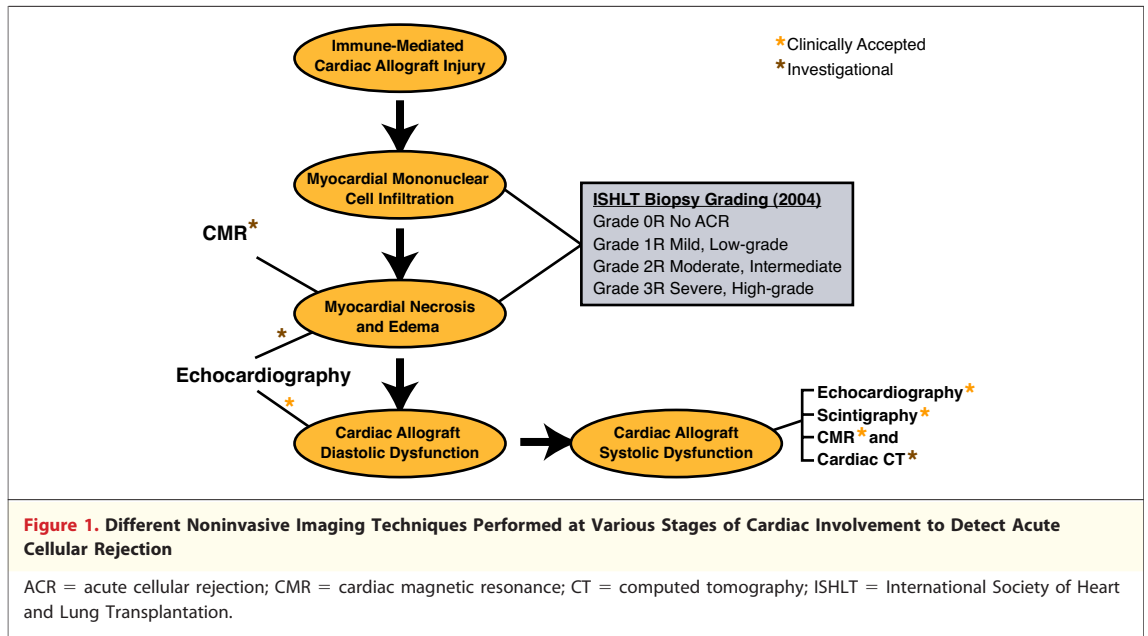 Immune-Mediated
Cardiac Allograft Injury
*Clinically Accepted
*Investigational
Myocardial Mononuclear
Cell Infiltration
ISHLT Biopsy Grading (2004)
Grade 0R No ACR
Grade 1R Mild, Low-grade
Grade 2R Moderate, Intermediate
Grade 3R Severe, High-grade
CMR*
Myocardial Necrosis
and Edema
*
Echocardiography
*
Cardiac Allograft
Diastolic Dysfunction
Cardiac Allograft
Systolic Dysfunction
Echocardiography*
Scintigraphy*
CMR* and
Cardiac CT*
Figure 1. Different Noninvasive Imaging Techniques Performed at Various Stages of Cardiac Involvement to Detect Acute
Cellular Rejection
ACR = acute cellular rejection; CMR = cardiac magnetic resonance; CT = computed tomography; ISHLT = International Society of Heart
and Lung Transplantation.